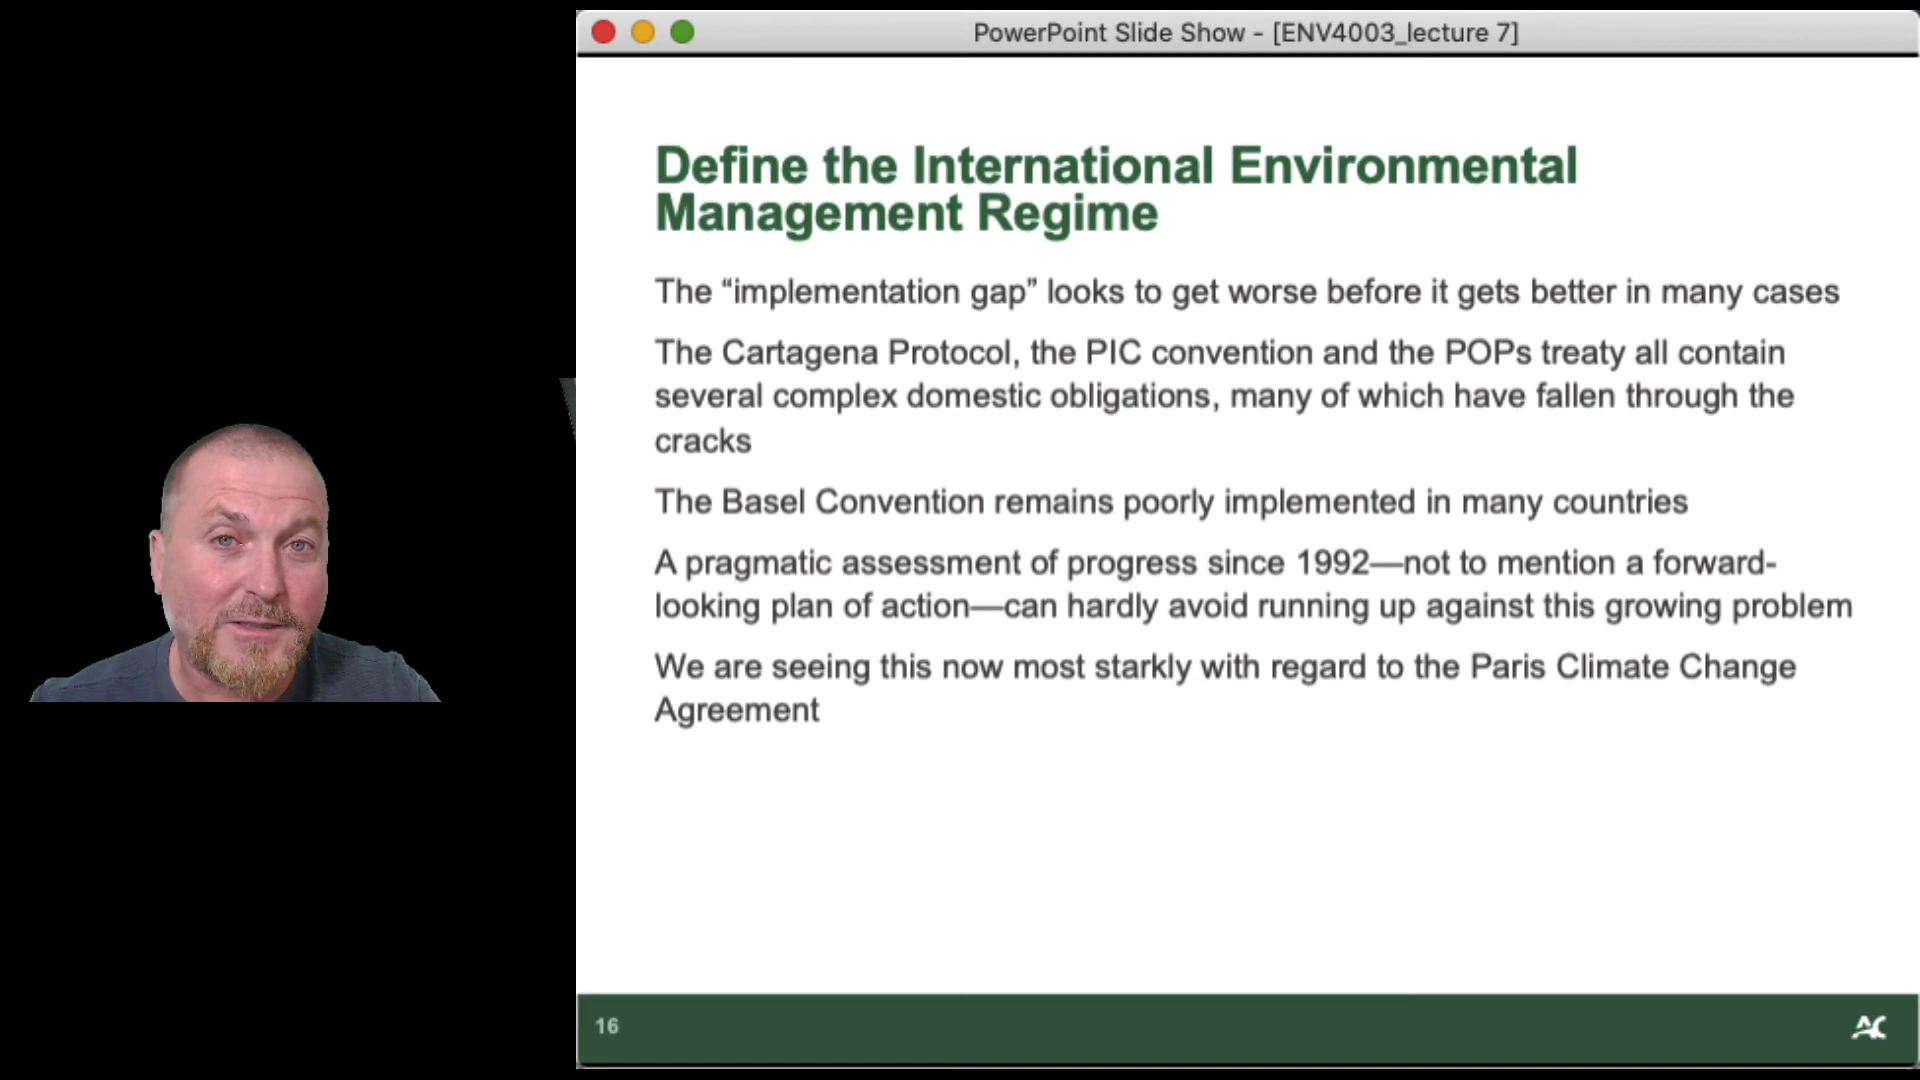 PowerPoint Slide Show - [ENV4003_lecture 7]
Define the International Environmental
Management Regime
The “implementation gap” looks to get worse before it gets better in many cases
The Cartagena Protocol, the PIC convention and the POPs treaty all contain
several complex domestic obligations, many of which have fallen through the
cracks
The Basel Convention remains poorly implemented in many countries
A pragmatic assessment of progress since 1992—not to mention a forward-
looking plan of action—can hardly avoid running up against this growing problem
We are seeing this now most starkly with regard to the Paris Climate Change
Agreement
16
AC